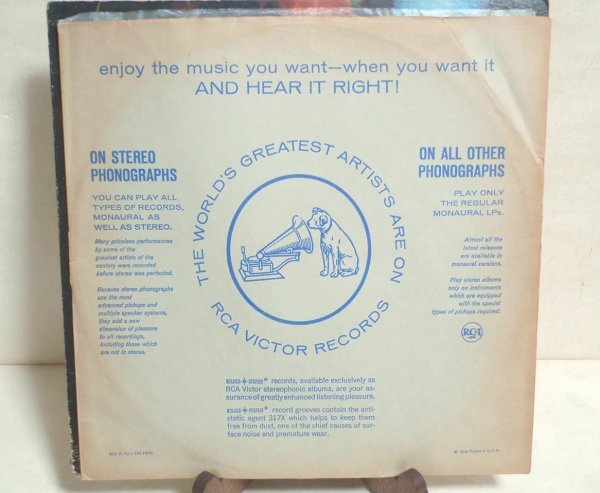 enjoy the music you want—when you want it
AND HEAR IT RIGHT!
ON STEREO
PHONOGRAPHS
YOU CAN PLAY ALL
TYPES OF RECORDS,
MONAURAL AS
WELL AS STEREO.
Many priceless performances
by some of the
greatest artists of the
century were recorded
before stereo was perfected.
Because stereo phonographs
use the most
advanced pickups and
multiple speaker systems,
they add a new
dimension of pleasure
to all recordings,
including those which
are not in stereo.
THE WORLD'S GREATEST ARTISTS ARE ON
RCA VICTOR RECORDS
ON ALL OTHER
PHONOGRAPHS
PLAY ONLY
THE REGULAR
MONAURAL LPs.
Almost all the
latest releases
are available in
monaural versions.
Play stereo albums
only on instruments
which are equipped
with the special
types of pickups required.
RCA
records, available exclusively as
RCA Victor stereophonic albums, are your as-
surance of greatly enhanced listening pleasure.
record grooves contain the anti-
static agent 317X which helps to keep them
free from dust, one of the chief causes of sur-
face noise and premature wear.